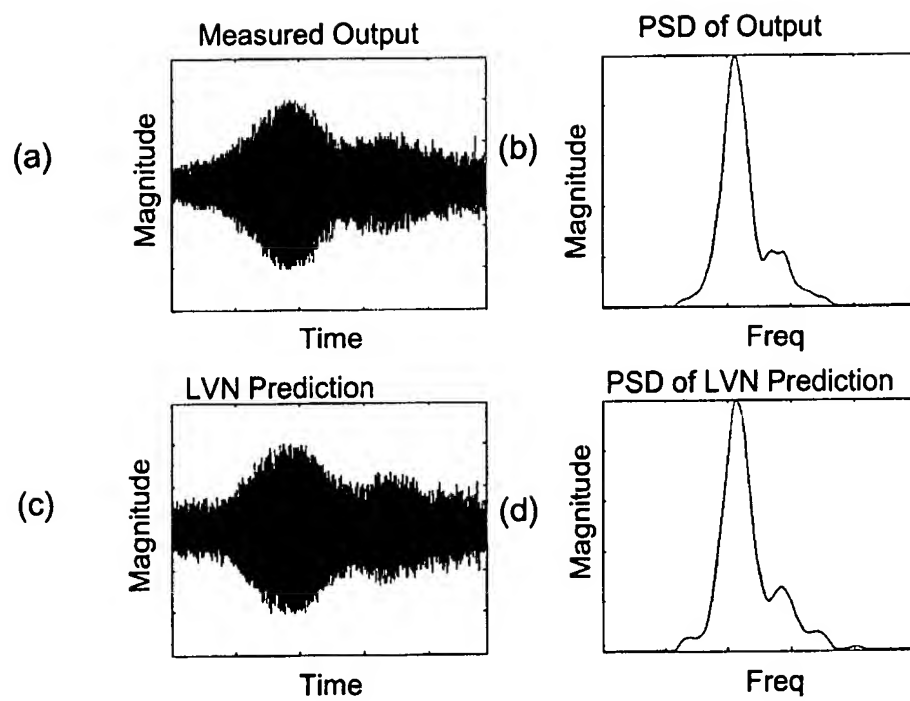 Measured Output
PSD of Output
(a)
Magnitude
(b)
Magnitude
Time
Freq
LVN Prediction
PSD of LVN Prediction
(c)
Magnitude
(d)
Magnitude
Time
Freq